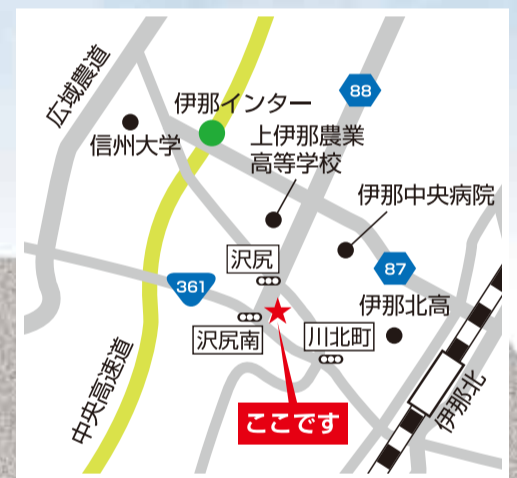 広域農道
88
伊那インター
信州大学
上伊那農業
高等学校
伊那中央病院
沢尻
361
87
伊那北高
沢尻南
川北町
中央高速道
ここです
伊那北